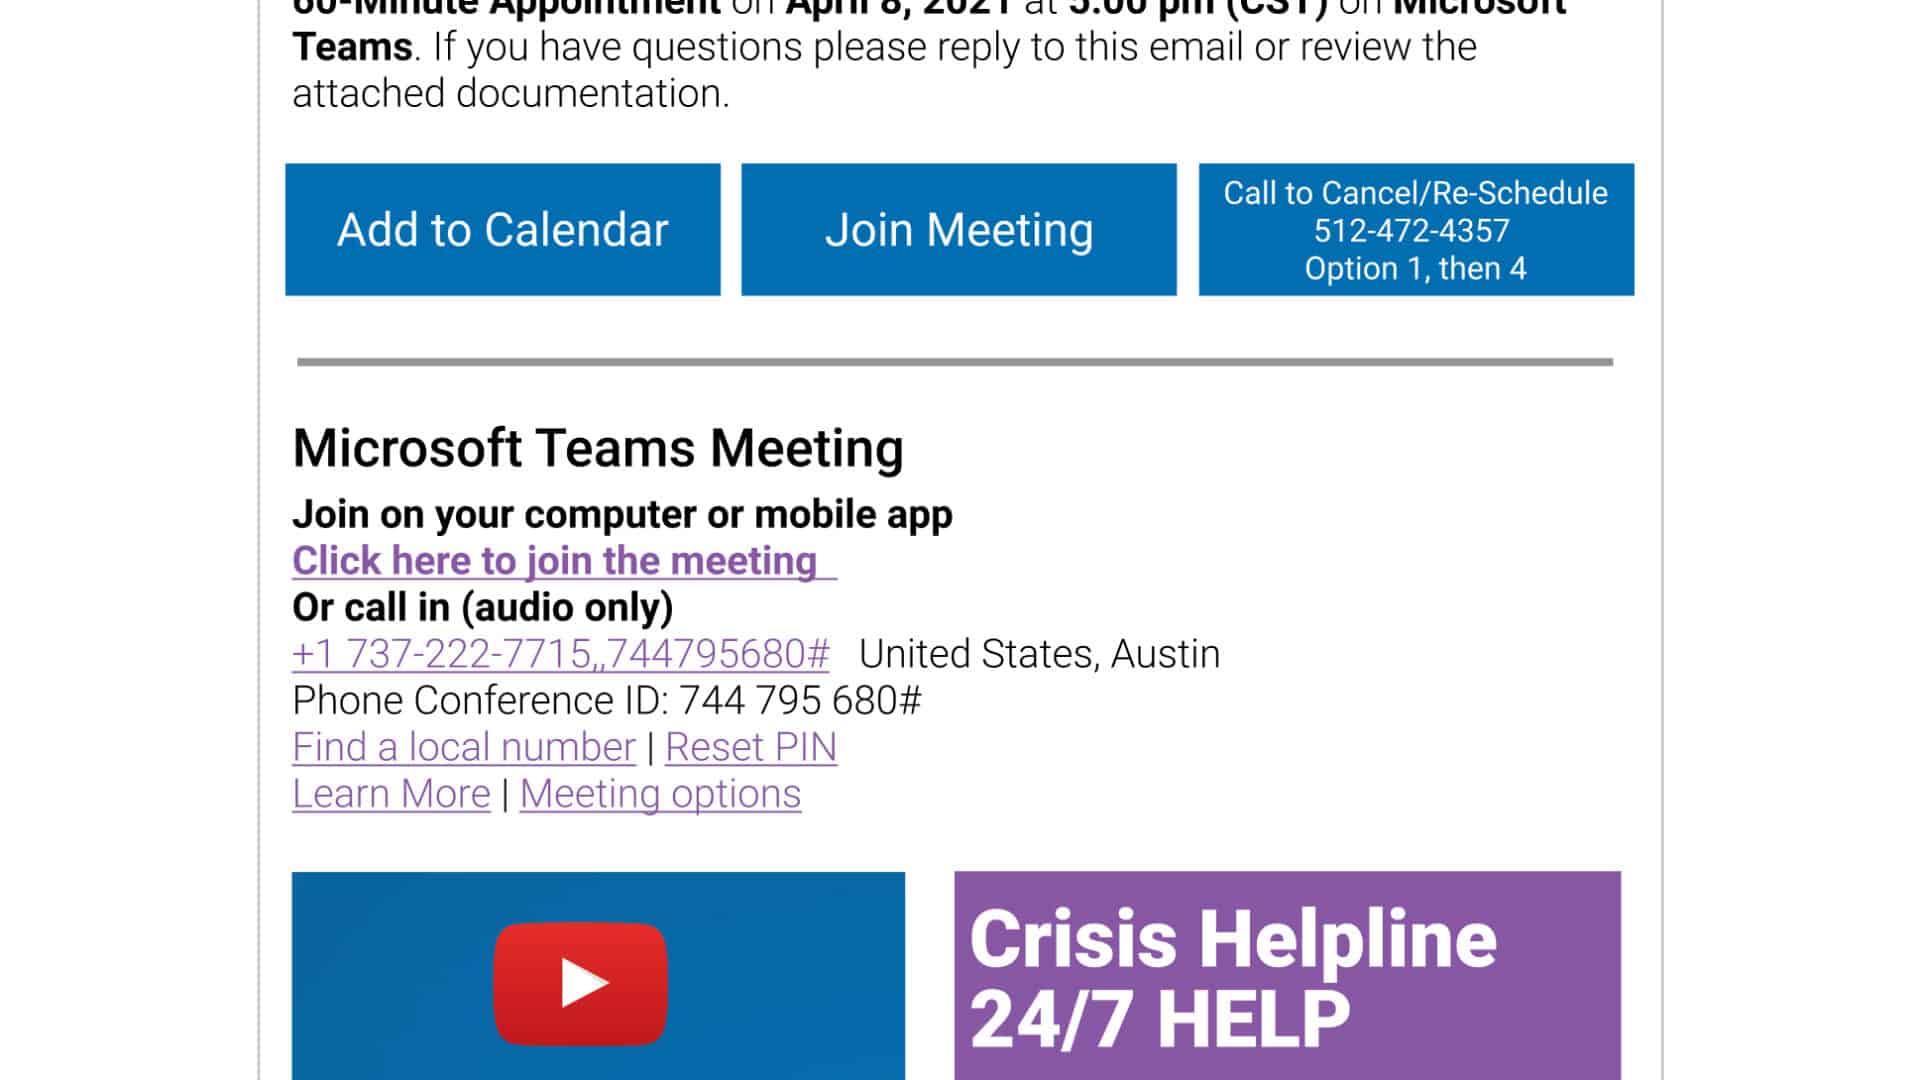 60-Minute Appointment on April 8, 2021 at 5:00 pm (CST) on Microsoft
Teams. If you have questions please reply to this email or review the
attached documentation.
Add to Calendar
Join Meeting
Call to Cancel/Re-Schedule
512-472-4357
Option 1, then 4
Microsoft Teams Meeting
Join on your computer or mobile app
Click here to join the meeting
Or call in (audio only)
+1 737-222-7715,,744795680# United States, Austin
Phone Conference ID: 744 795 680#
Find a local number | Reset PIN
Learn More | Meeting options
Crisis Helpline
24/7 HELP